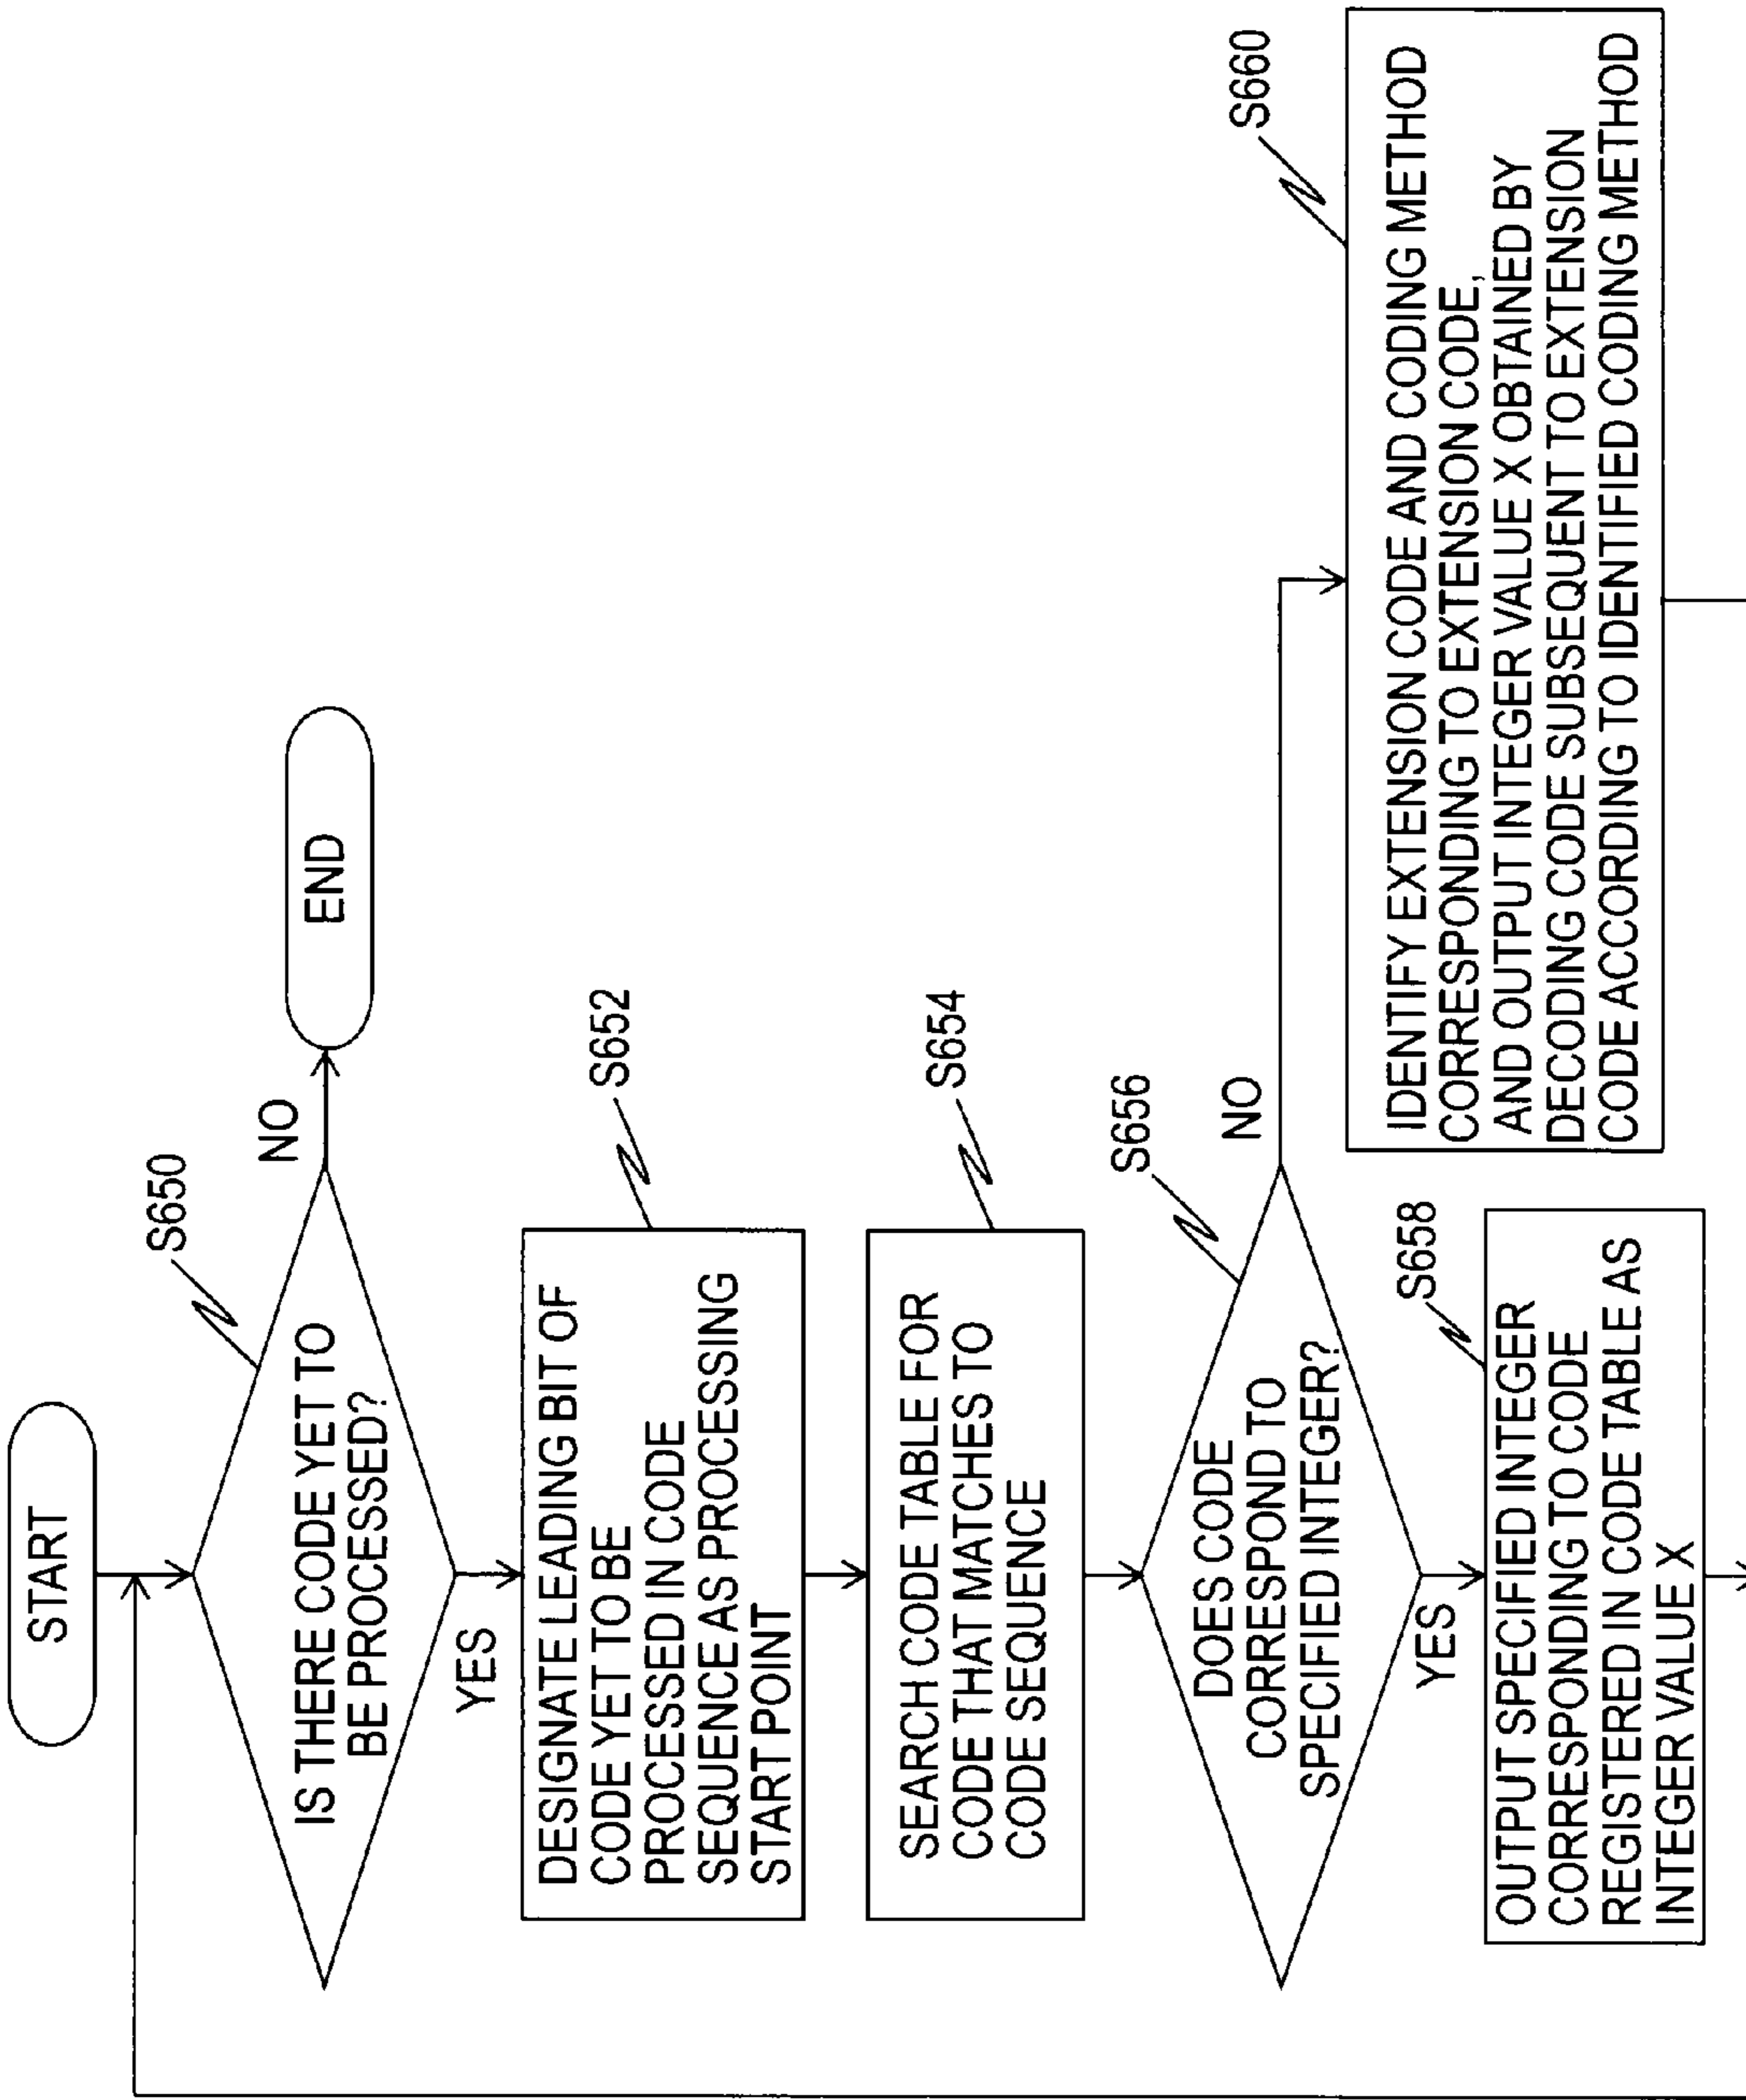 START
S650
IS THERE CODE YET TO
BE PROCESSED?
NO
END
YES
S652
DESIGNATE LEADING BIT OF
CODE YET TO BE
PROCESSED IN CODE
SEQUENCE AS PROCESSING
START POINT
S654
SEARCH CODE TABLE FOR
CODE THAT MATCHES TO
CODE SEQUENCE
S656
DOES CODE
CORRESPOND TO
SPECIFIED INTEGER?
NO
YES
S658
OUTPUT SPECIFIED INTEGER
CORRESPONDING TO CODE
REGISTERED IN CODE TABLE AS
INTEGER VALUE X
S660
IDENTIFY EXTENSION CODE AND CODING METHOD
CORRESPONDING TO EXTENSION CODE,
AND OUTPUT INTEGER VALUE X OBTAINED BY
DECODING CODE SUBSEQUENT TO EXTENSION
CODE ACCORDING TO IDENTIFIED CODING METHOD